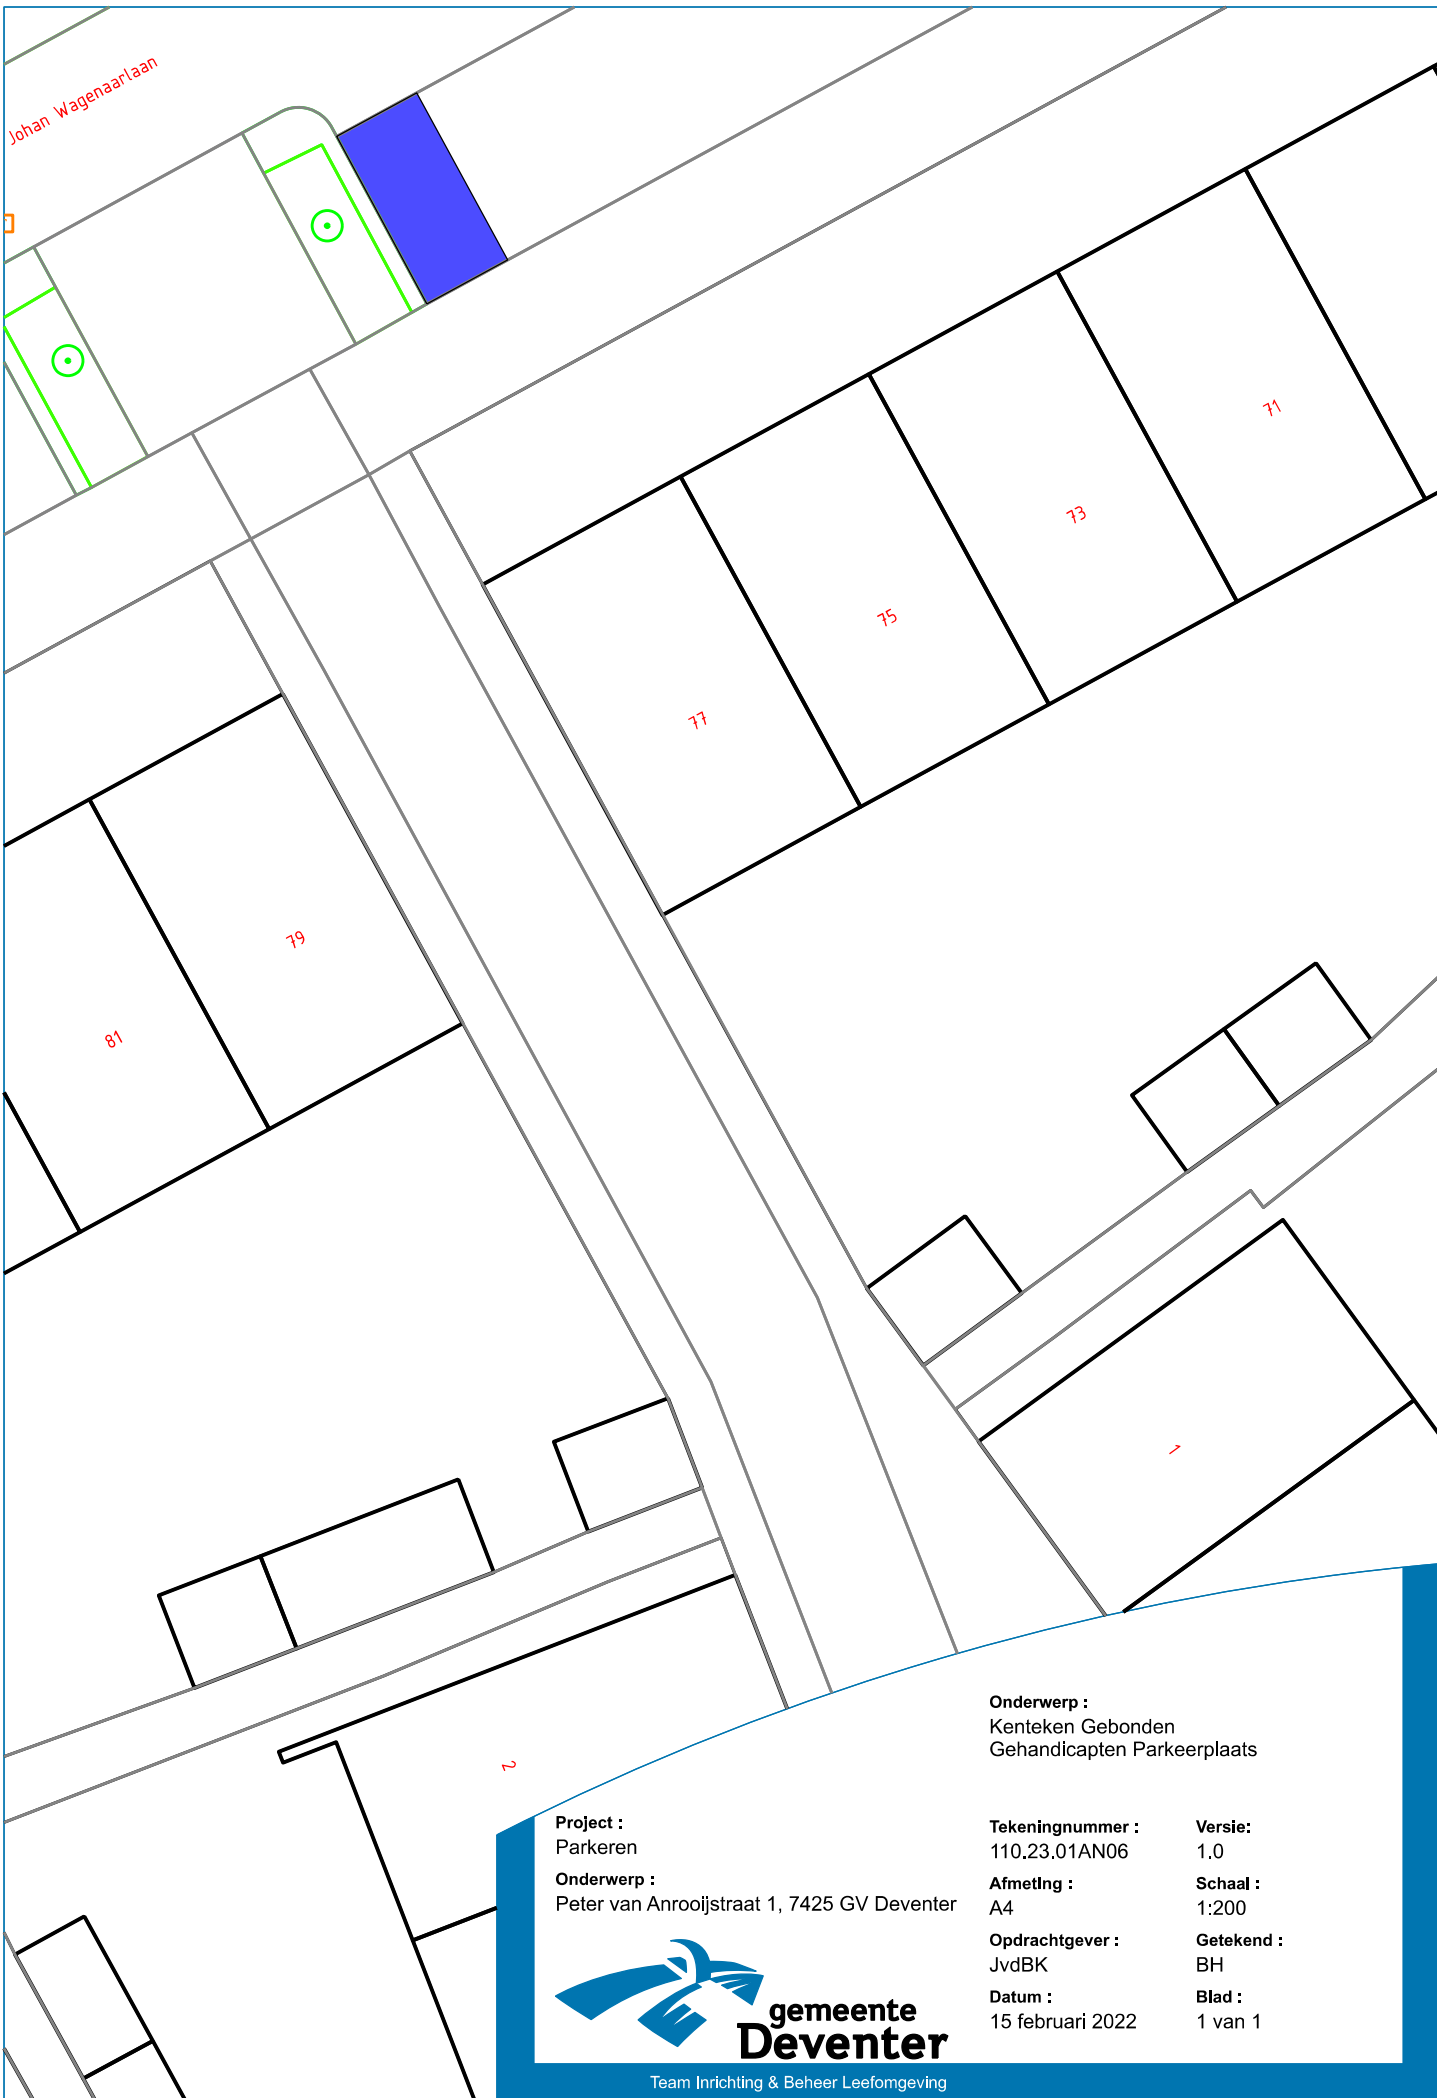 Johan Wagenaarlaan
71
73
75
77
79
81
1
2
Onderwerp :
Kenteken Gebonden
Gehandicapten Parkeerplaats
Project :
Parkeren
Onderwerp :
Peter van Anrooijstraat 1, 7425 GV Deventer
Tekeningnummer : Versie:
110.23.01AN06 1.0
Afmeting : Schaal :
A4 1:200
Opdrachtgever : Getekend :
JvdBK BH
Datum : Blad :
15 februari 2022 1 van 1
gemeente
Deventer
Team Inrichting & Beheer Leefomgeving